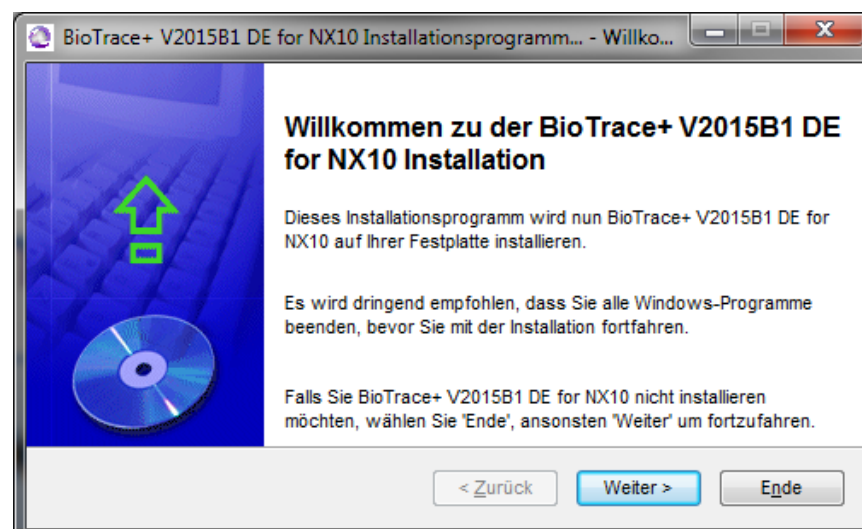 BioTrace+ V2015B1 DE for NX10 Installationsprogramm... - Willko...
Willkommen zu der BioTrace+ V2015B1 DE
for NX10 Installation
Dieses Installationsprogramm wird nun BioTrace+ V2015B1 DE for
NX10 auf Ihrer Festplatte installieren.
Es wird dringend empfohlen, dass Sie alle Windows-Programme
beenden, bevor Sie mit der Installation fortfahren.
Falls Sie BioTrace+ V2015B1 DE for NX10 nicht installieren
möchten, wählen Sie 'Ende', ansonsten 'Weiter' um fortzufahren.
< Zurück Weiter > Ende